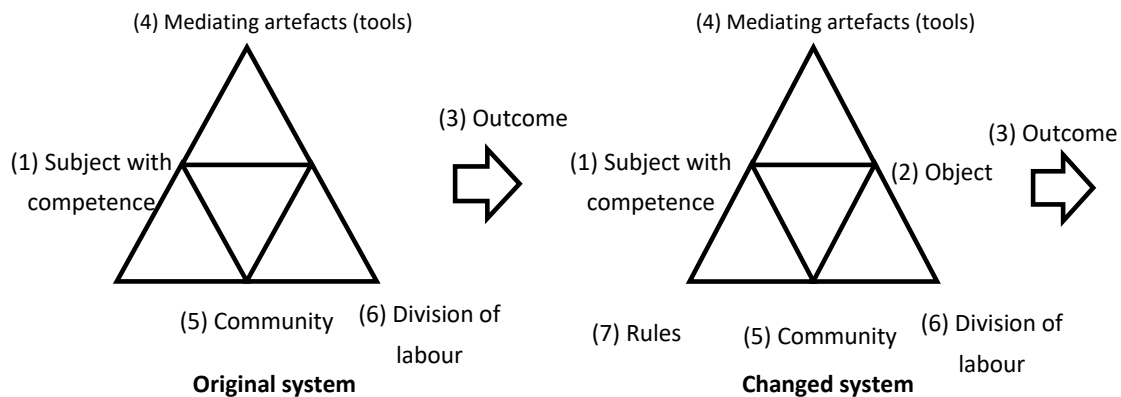 (4) Mediating artefacts (tools)
(3) Outcome
(1) Subject with
competence
(5) Community
(6) Division of
labour
Original system
(4) Mediating artefacts (tools)
(3) Outcome
(1) Subject with
competence
(2) Object
(7) Rules
(5) Community
(6) Division of
labour
Changed system